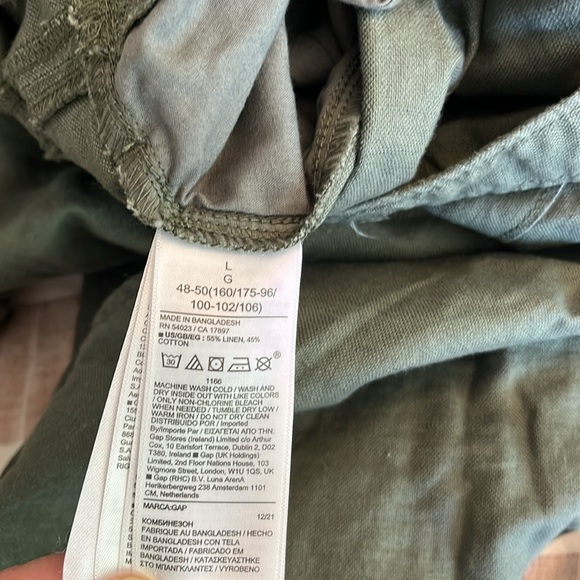 L
G
48-50(160/175-96/
100-102/106)
MADE IN BANGLADESH
RN 54023 / CA 17897
■ US/GB/EG : 55% LINEN, 45%
COTTON
30
®
1166
MACHINE WASH COLD / WASH AND
DRY INSIDE OUT WITH LIKE COLORS
/ ONLY NON-CHLORINE BLEACH
WHEN NEEDED / TUMBLE DRY LOW /
WARM IRON / DO NOT DRY CLEAN
DISTRIBUIDO POR / Imported
By/Importe Par / ΕΙΣΑΓΕΤΑΙ ΑΠΟ ΤΗΝ:
Gap Stores (Ireland) Limited c/o Arthur
Cox, 10 Earlsfort Terrace, Dublin 2, D02
T380, Ireland ■ Gap (UK Holdings)
Limited, 2nd Floor Nations House, 103
Wigmore Street, London, W1U 1QS, UK
■ Gap (RHC) B.V. Luna ArenA
Herikerbergweg 238 Amsterdam 1101
CM, Netherlands
MARCA:GAP
12/21
КОМБИНЕЗОН
FABRIQUE AU BANGLADESH / HECHO
EN BANGLADESH CON TELA
IMPORTADA / FABRICADO EM
BANGLADESH / ΚΑΤΑΣΚΕΥΑΣΤΗΚΕ
ΣΤΟ ΜΠΑΓΚΛΑΝΤΕΣ / VYROBENO